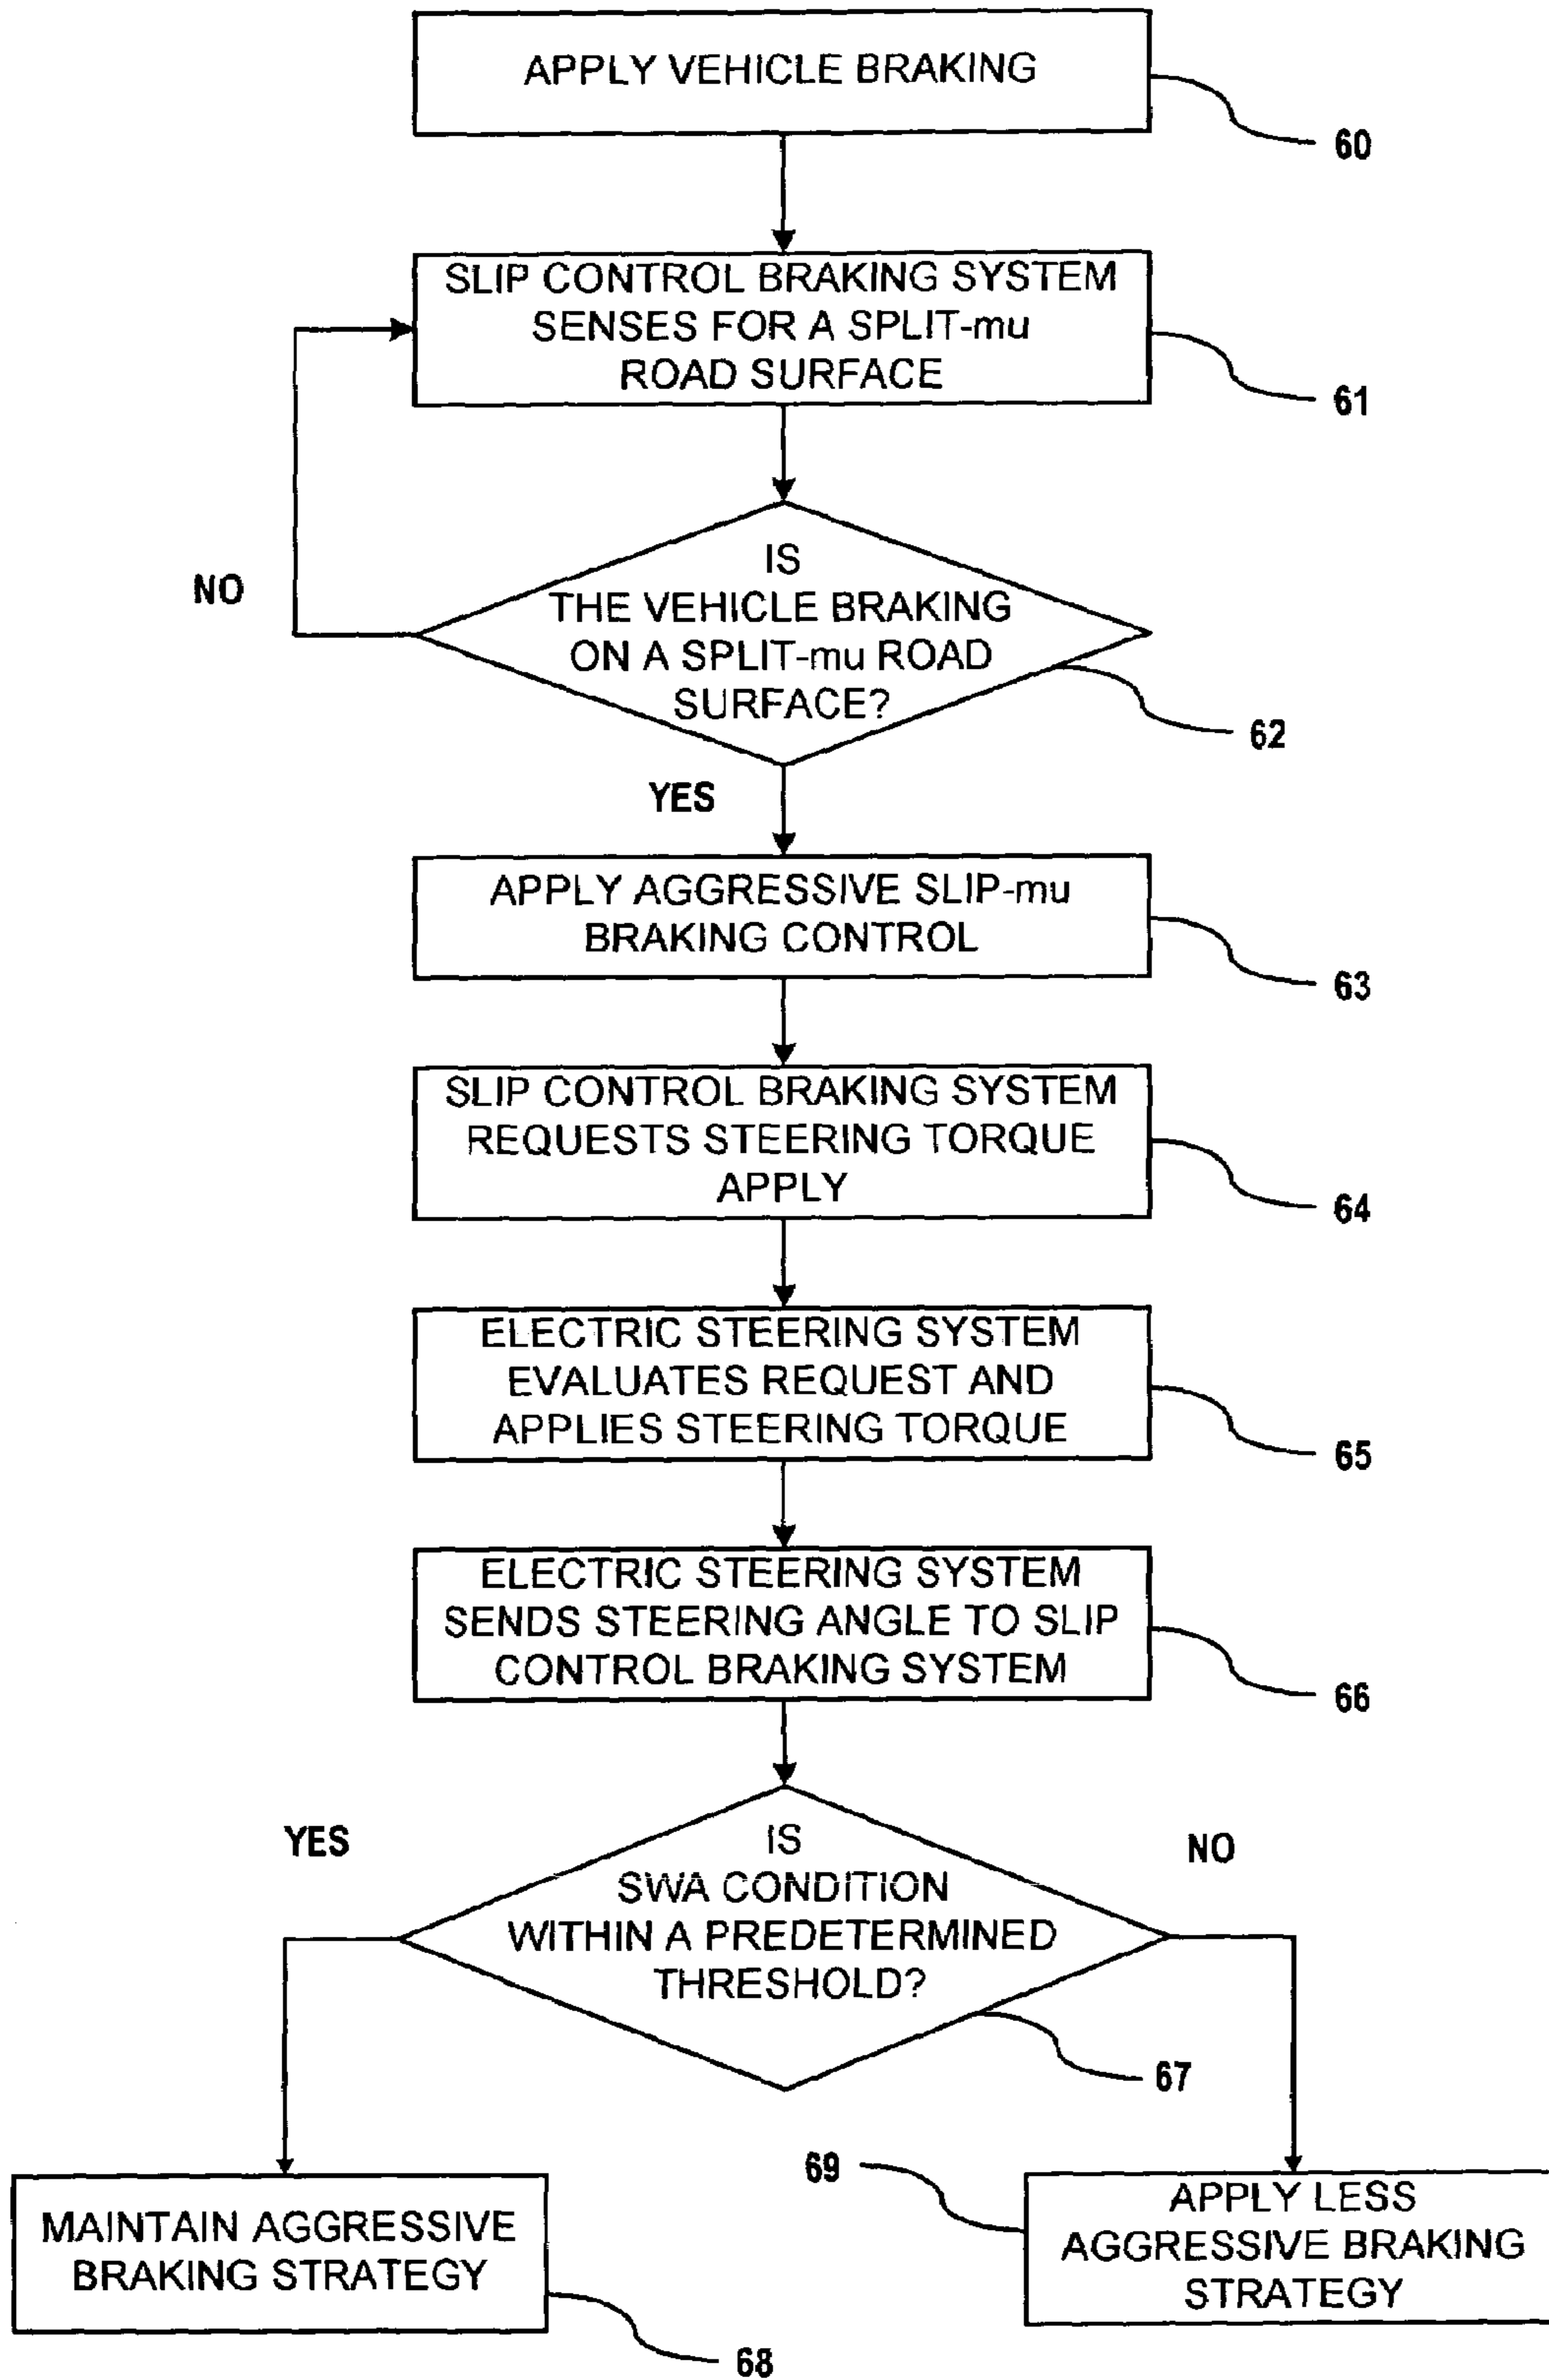 APPLY VEHICLE BRAKING
60
SLIP CONTROL BRAKING SYSTEM
SENSES FOR A SPLIT-mu
ROAD SURFACE
61
IS
THE VEHICLE BRAKING
ON A SPLIT-mu ROAD
SURFACE?
NO
62
YES
APPLY AGGRESSIVE SLIP-mu
BRAKING CONTROL
63
SLIP CONTROL BRAKING SYSTEM
REQUESTS STEERING TORQUE
APPLY
64
ELECTRIC STEERING SYSTEM
EVALUATES REQUEST AND
APPLIES STEERING TORQUE
65
ELECTRIC STEERING SYSTEM
SENDS STEERING ANGLE TO SLIP
CONTROL BRAKING SYSTEM
66
YES
IS
SWA CONDITION
WITHIN A PREDETERMINED
THRESHOLD?
NO
67
MAINTAIN AGGRESSIVE
BRAKING STRATEGY
68
69
APPLY LESS
AGGRESSIVE BRAKING
STRATEGY